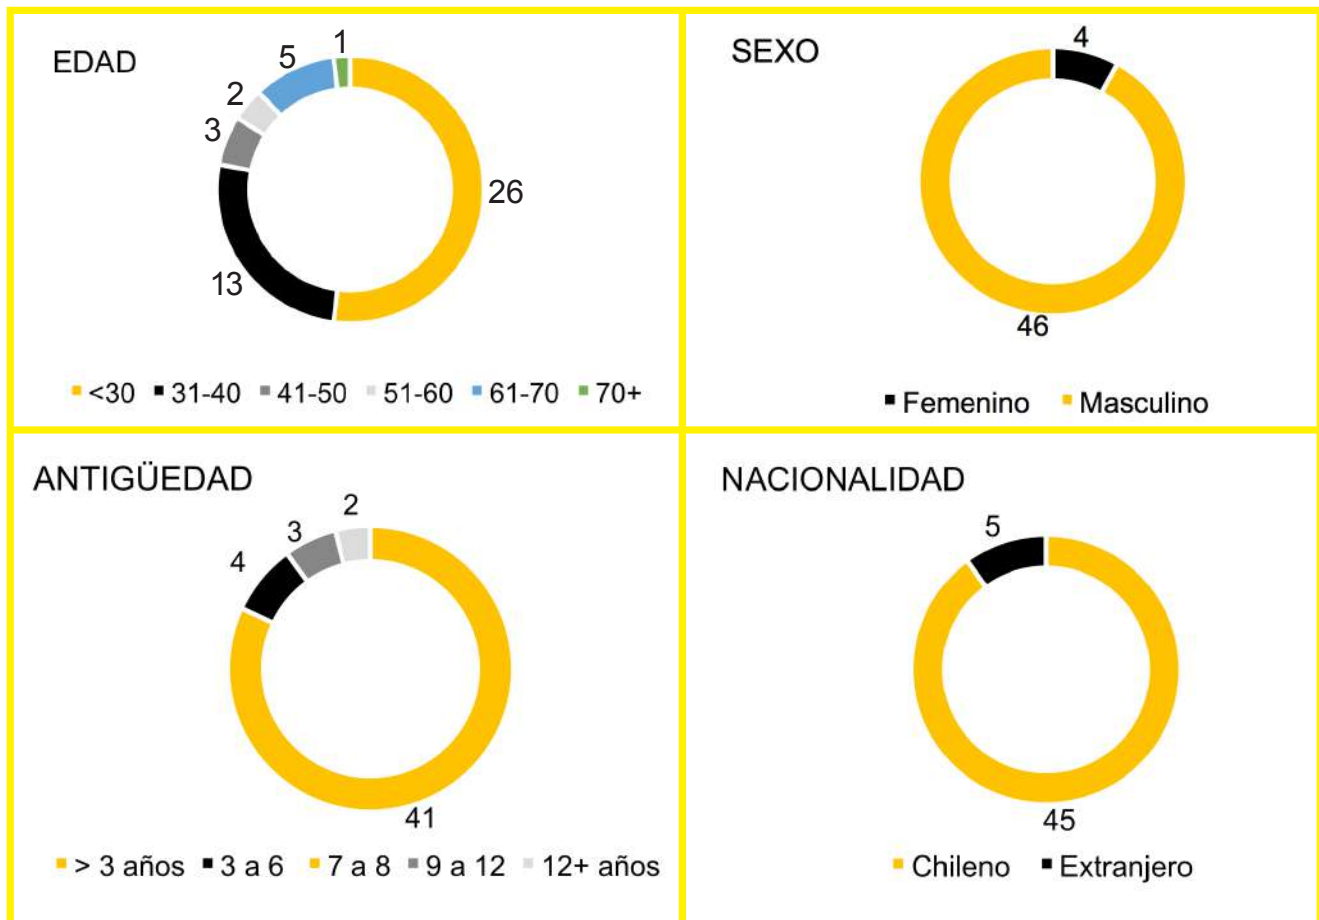 EDAD
1
5
2
3
26
13
<30 31-40 41-50 51-60 61-70 70+
SEXO
4
46
Femenino Masculino
ANTIGÜEDAD
2
3
4
41
> 3 años 3 a 6 7 a 8 9 a 12 12+ años
NACIONALIDAD
5
45
Chileno Extranjero